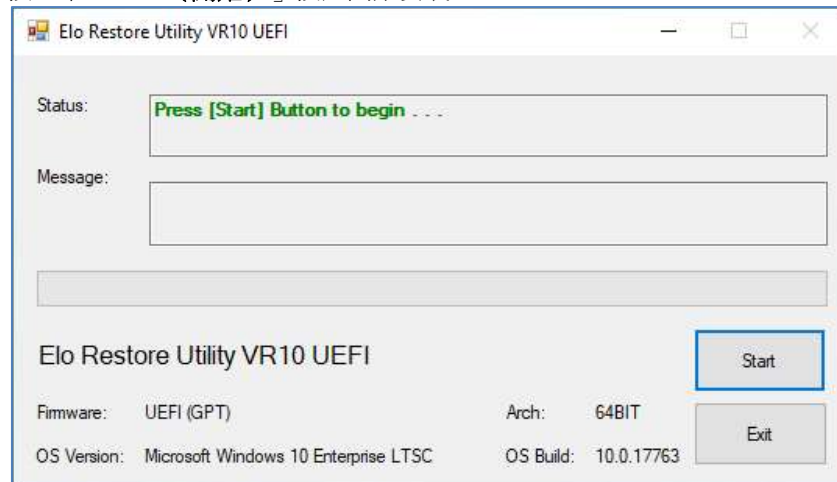 Elo Restore Utility VR10 UEFI
Status:
Press [Start] Button to begin . . .
Message:
Elo Restore Utility VR10 UEFI
Start
Firmware: UEFI (GPT) Arch: 64BIT
Exit
OS Version: Microsoft Windows 10 Enterprise LTSC OS Build: 10.0.17763